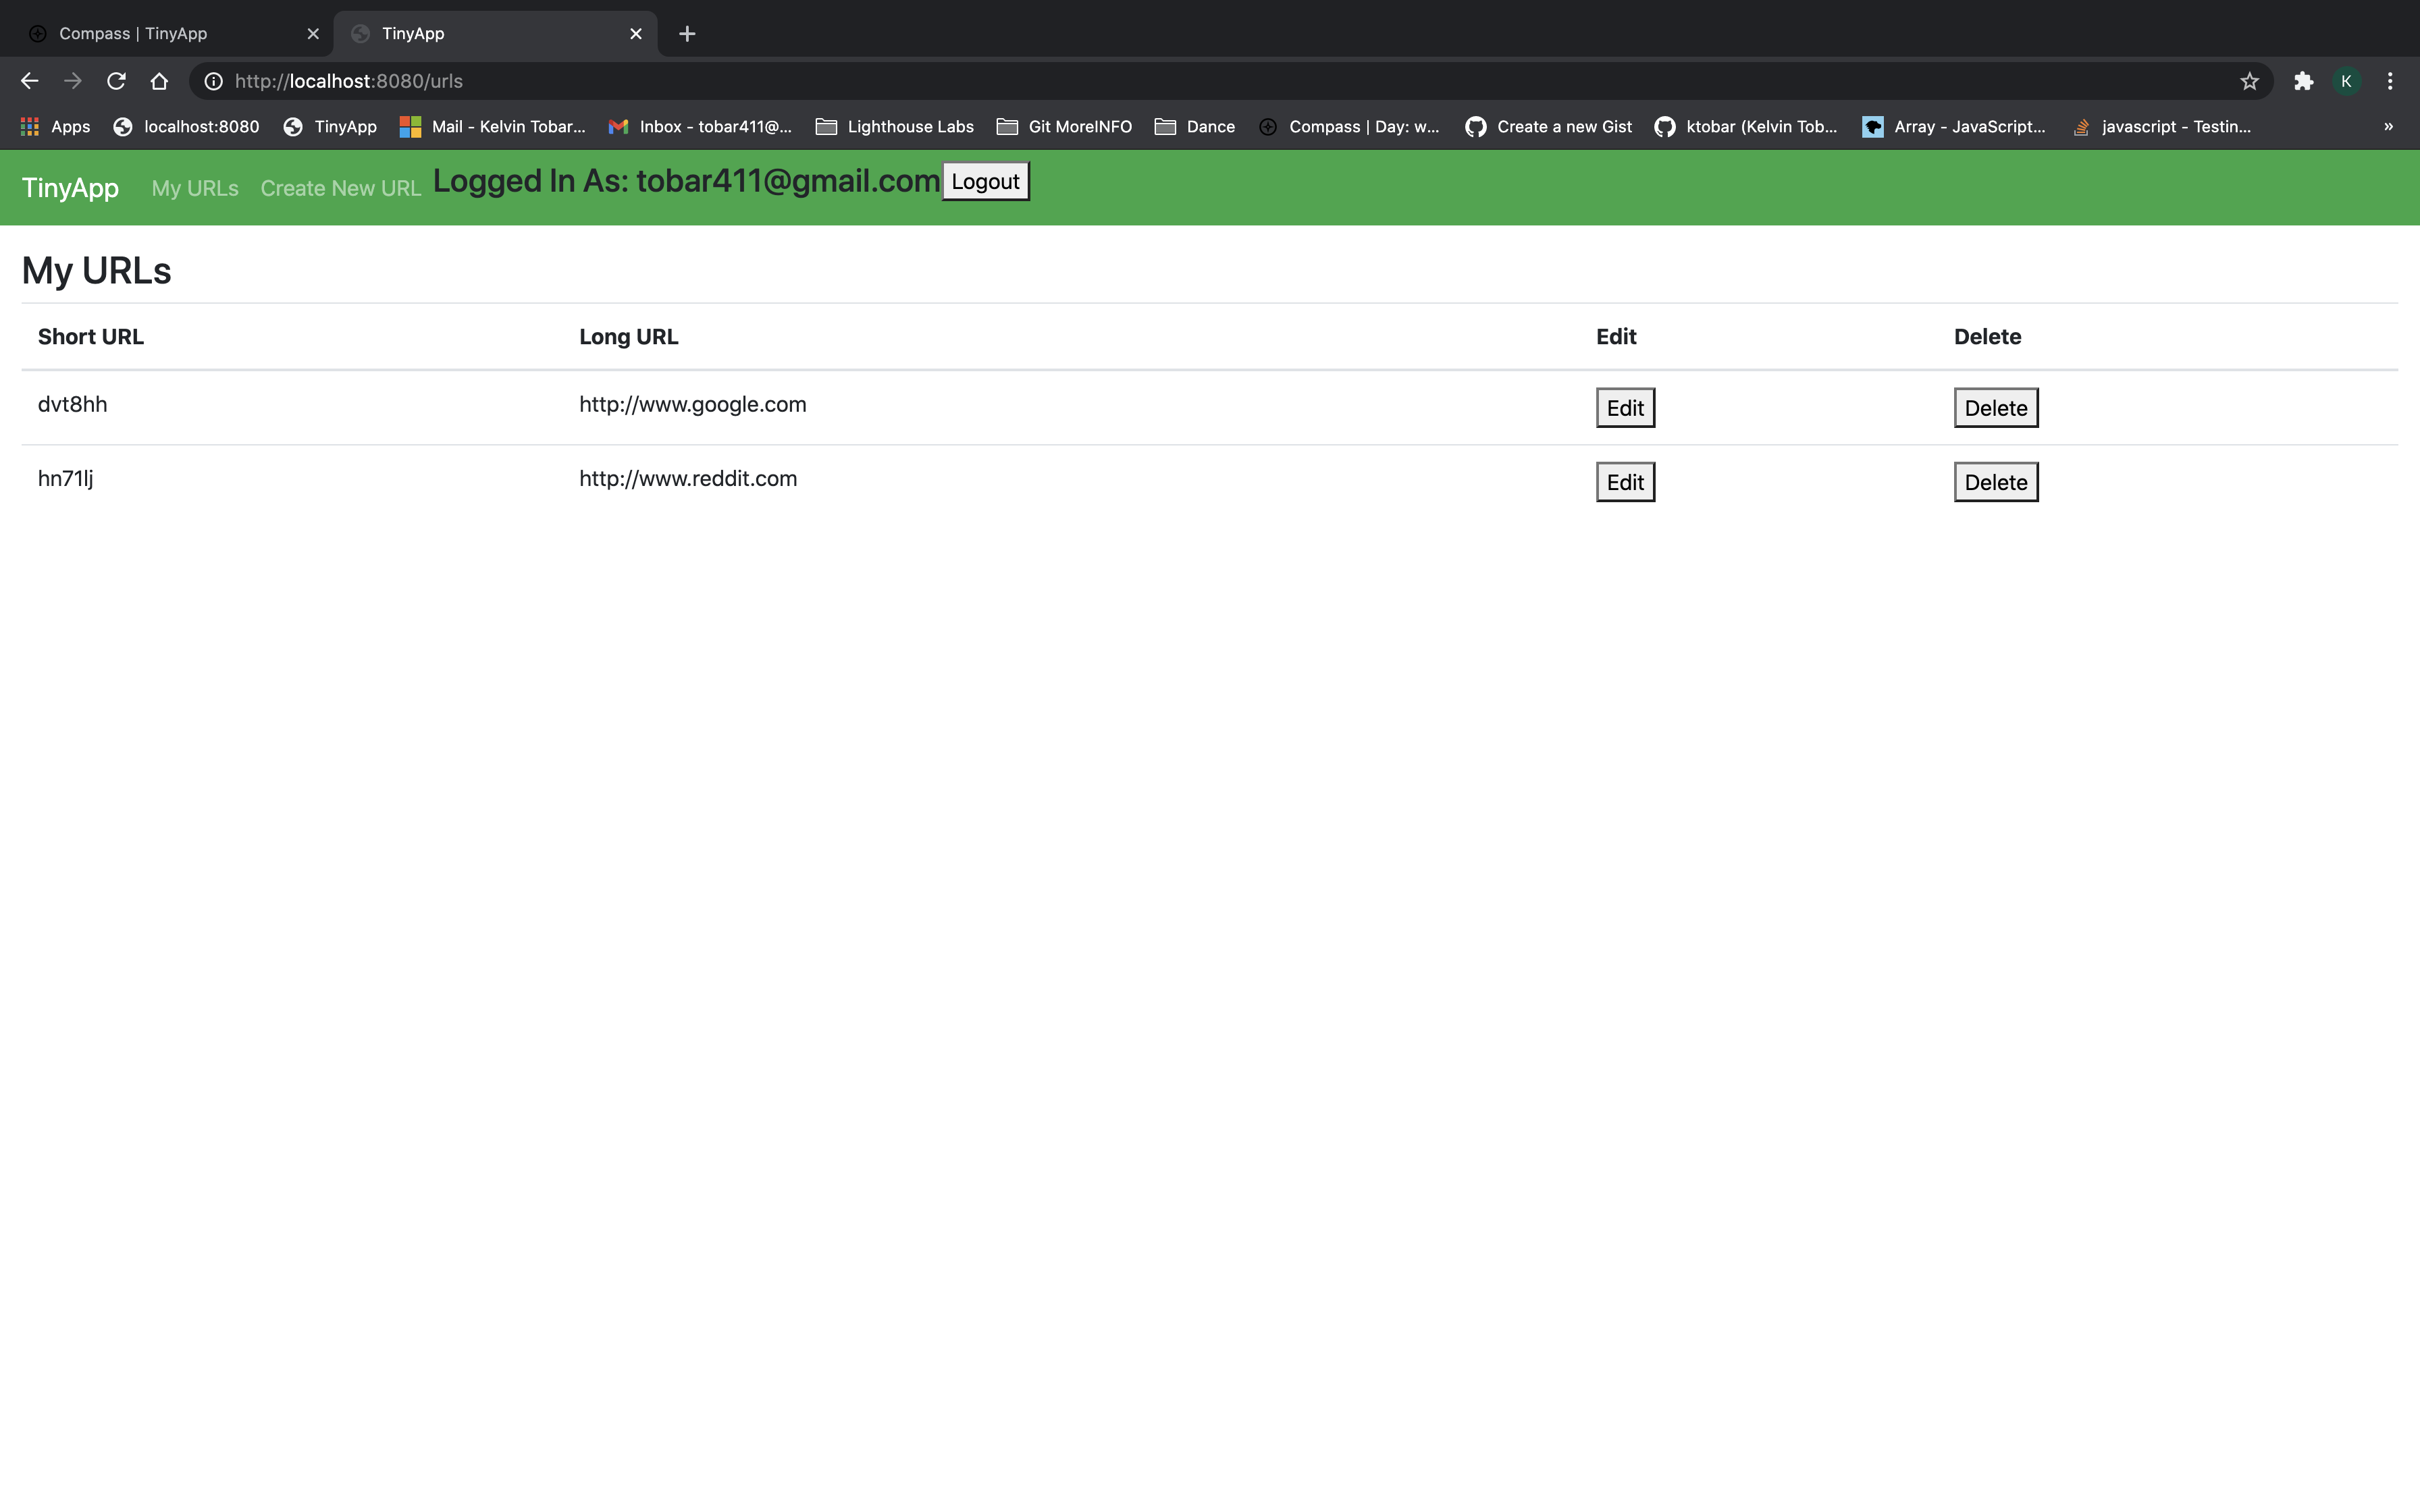 Compass | TinyApp
TinyApp
http://localhost:8080/urls
K
Apps
localhost:8080
TinyApp
Mail - Kelvin Tobar...
Inbox - tobar411@...
Lighthouse Labs
Git MoreINFO
Dance
Compass | Day: w...
Create a new Gist
ktobar (Kelvin Tob...
Array - JavaScript...
javascript - Testin...
»
TinyApp
My URLs
Create New URL
Logged In As: tobar411@gmail.com
Logout
My URLs
Short URL Long URL Edit Delete
dvt8hh http://www.google.com Edit Delete
hn71lj http://www.reddit.com Edit Delete